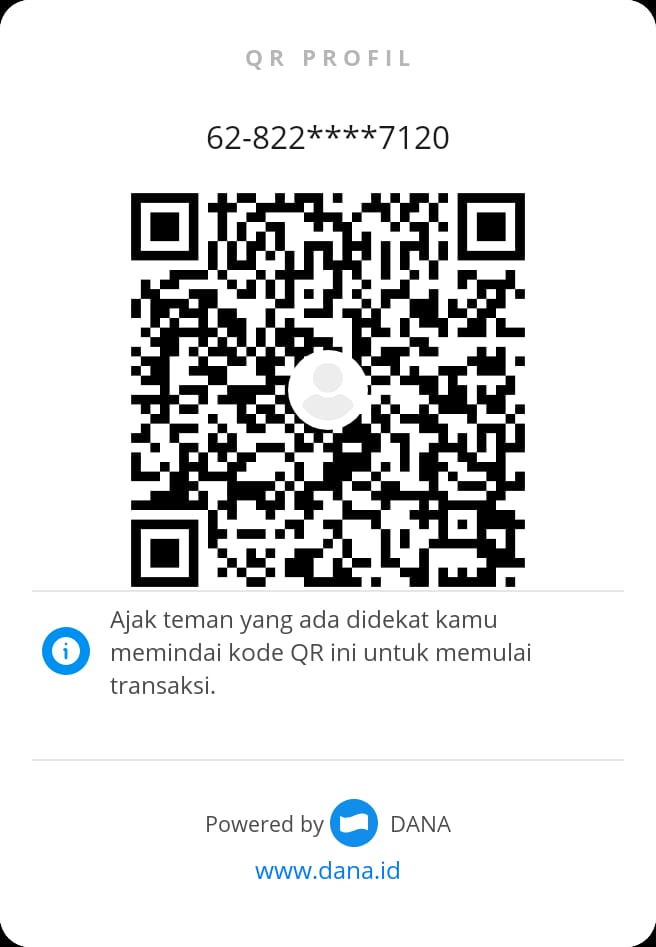 QR PROFIL
62-822****7120
Ajak teman yang ada didekat kamu
memindai kode QR ini untuk memulai
transaksi.
Powered by DANA
www.dana.id